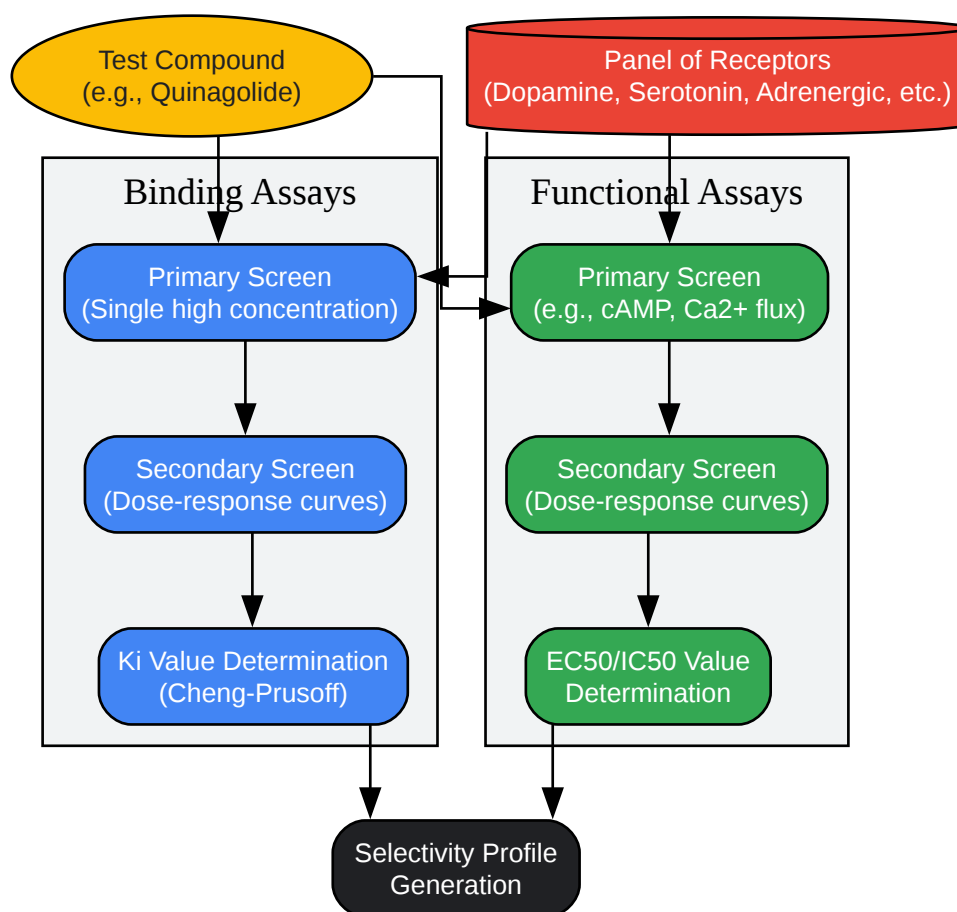 Test Compound
(e.g., Quinagolide)
Panel of Receptors
(Dopamine, Serotonin, Adrenergic, etc.)
Binding Assays
Functional Assays
Primary Screen
(Single high concentration)
Primary Screen
(e.g., cAMP, Ca2+ flux)
Secondary Screen
(Dose-response curves)
Secondary Screen
(Dose-response curves)
Ki Value Determination
(Cheng-Prusoff)
EC50/IC50 Value
Determination
Selectivity Profile
Generation